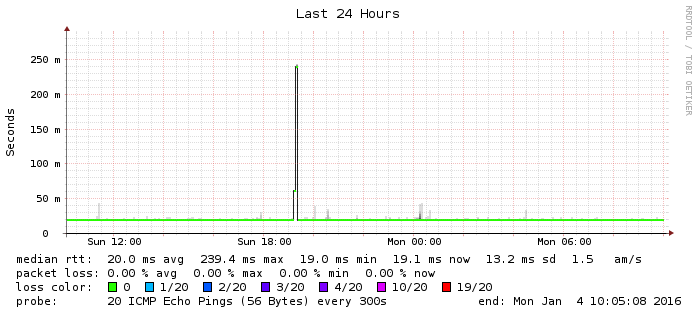 Last 24 Hours
RRDTOOL / TOBI OETIKER
Seconds
250 m
200 m
150 m
100 m
50 m
0
Sun 12:00 Sun 18:00 Mon 00:00 Mon 06:00
median rtt: 20.0 ms avg 239.4 ms max 19.0 ms min 19.1 ms now 13.2 ms sd 1.5 am/s
packet loss: 0.00 % avg 0.00 % max 0.00 % min 0.00 % now
loss color: 0 1/20 2/20 3/20 4/20 10/20 19/20
probe: 20 ICMP Echo Pings (56 Bytes) every 300s end: Mon Jan 4 10:05:08 2016